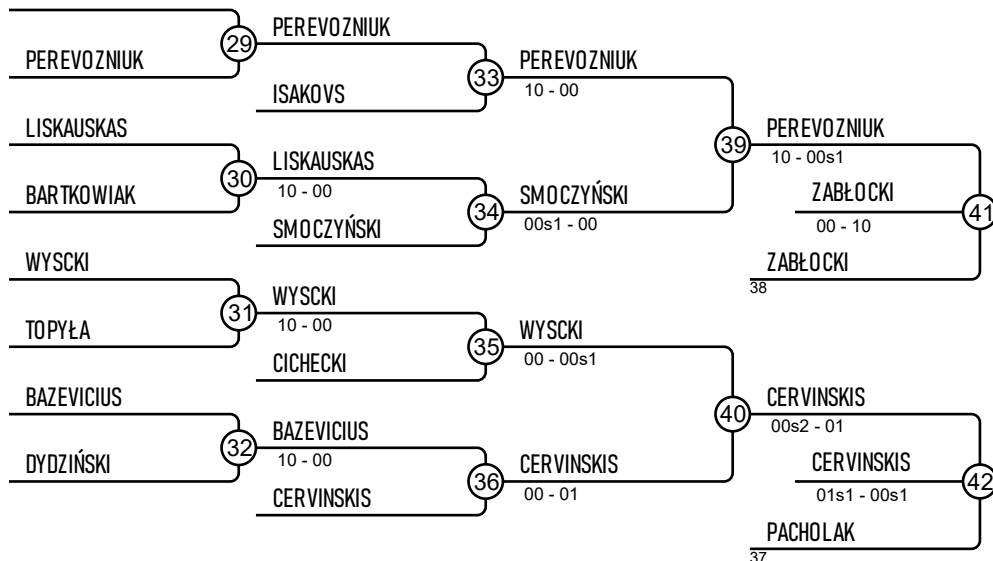 PEREVOZNIUK
29
PEREVOZNIUK
ISAKOVS
33
PEREVOZNIUK
10 - 00
LISKAUSKAS
BARTKOWIAK
30
LISKAUSKAS
10 - 00
SMOCZYŃSKI
34
SMOCZYŃSKI
00s1 - 00
39
PEREVOZNIUK
10 - 00s1
ZABŁOCKI
00 - 10
41
ZABŁOCKI
38
WYSCKI
TOPYŁA
31
WYSCKI
10 - 00
CICHECKI
35
WYSCKI
00 - 00s1
BAZEVICIUS
DYDZIŃSKI
32
BAZEVICIUS
10 - 00
CERVINSKIS
36
CERVINSKIS
00 - 01
40
CERVINSKIS
00s2 - 01
CERVINSKIS
01s1 - 00s1
42
PACHOLAK
37